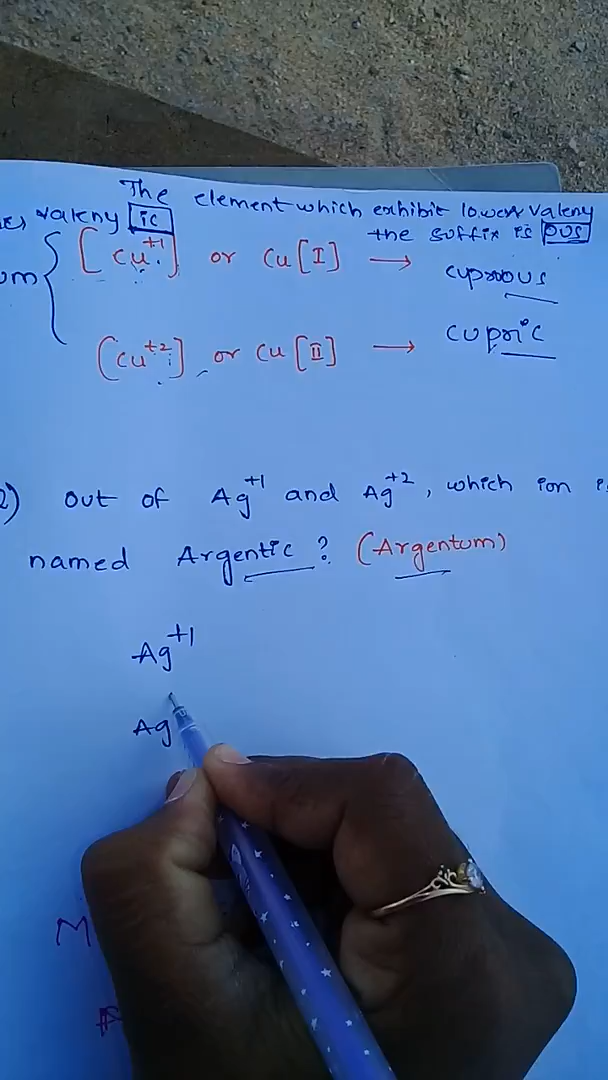 The element which exhibit lower valeny
valeny ic
the suffix is ous
[Cu+1] or Cu[I] → cuproous
[Cu+2] or Cu[II] → cupric
2) out of Ag+1 and Ag+2, which ion
named Argentic? (Argentum)
Ag+1
Ag
M